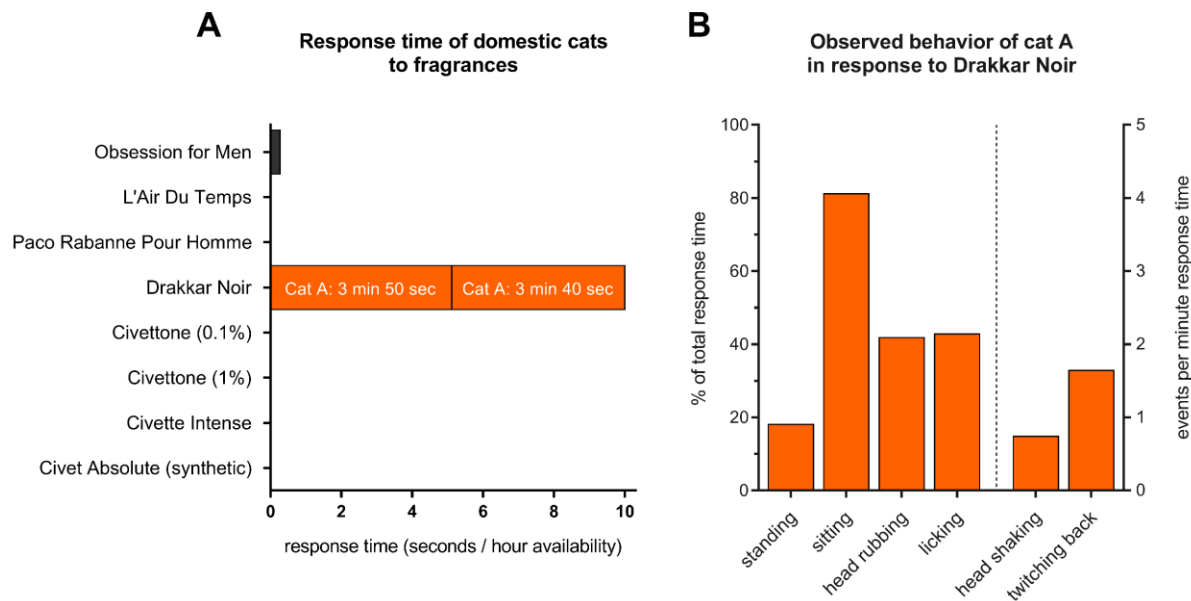 A
Response time of domestic cats
to fragrances
Obsession for Men
L'Air Du Temps
Paco Rabanne Pour Homme
Drakkar Noir
Cat A: 3 min 50 sec
Cat A: 3 min 40 sec
Civettone (0.1%)
Civettone (1%)
Civette Intense
Civet Absolute (synthetic)
0 2 4 6 8 10
response time (seconds / hour availability)
B
Observed behavior of cat A
in response to Drakkar Noir
% of total response time
100
80
60
40
20
0
5
4
3
2
1
0
events per minute response time
standing
sitting
head rubbing
licking
head shaking
twitching back